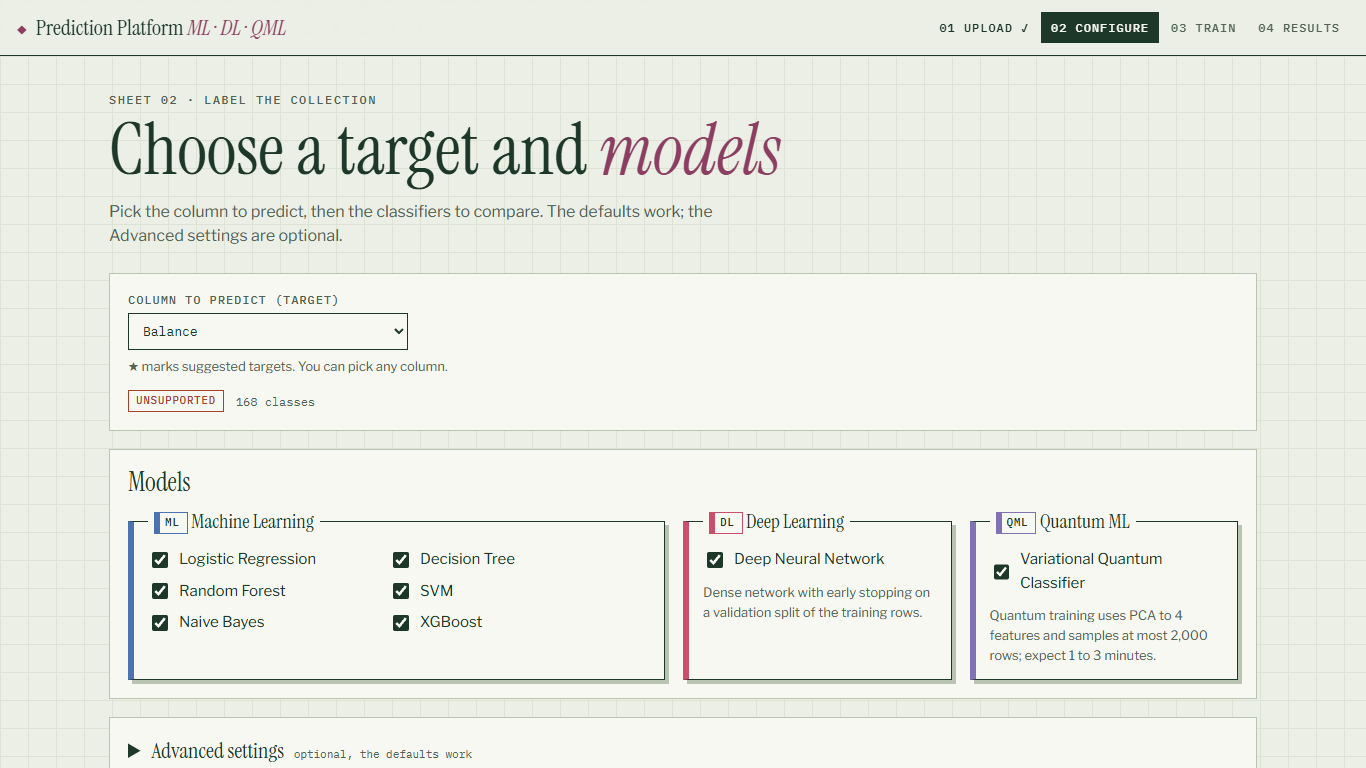 ◆ Prediction Platform ML · DL · QML
01 UPLOAD ✓ 02 CONFIGURE 03 TRAIN 04 RESULTS
SHEET 02 · LABEL THE COLLECTION
Choose a target and models
Pick the column to predict, then the classifiers to compare. The defaults work; the
Advanced settings are optional.
COLUMN TO PREDICT (TARGET)
Balance
★ marks suggested targets. You can pick any column.
UNSUPPORTED 168 classes
Models
ML Machine Learning
Logistic Regression
Decision Tree
Random Forest
SVM
Naive Bayes
XGBoost
DL Deep Learning
Deep Neural Network
Dense network with early stopping on
a validation split of the training rows.
QML Quantum ML
Variational Quantum
Classifier
Quantum training uses PCA to 4
features and samples at most 2,000
rows; expect 1 to 3 minutes.
Advanced settings optional, the defaults work